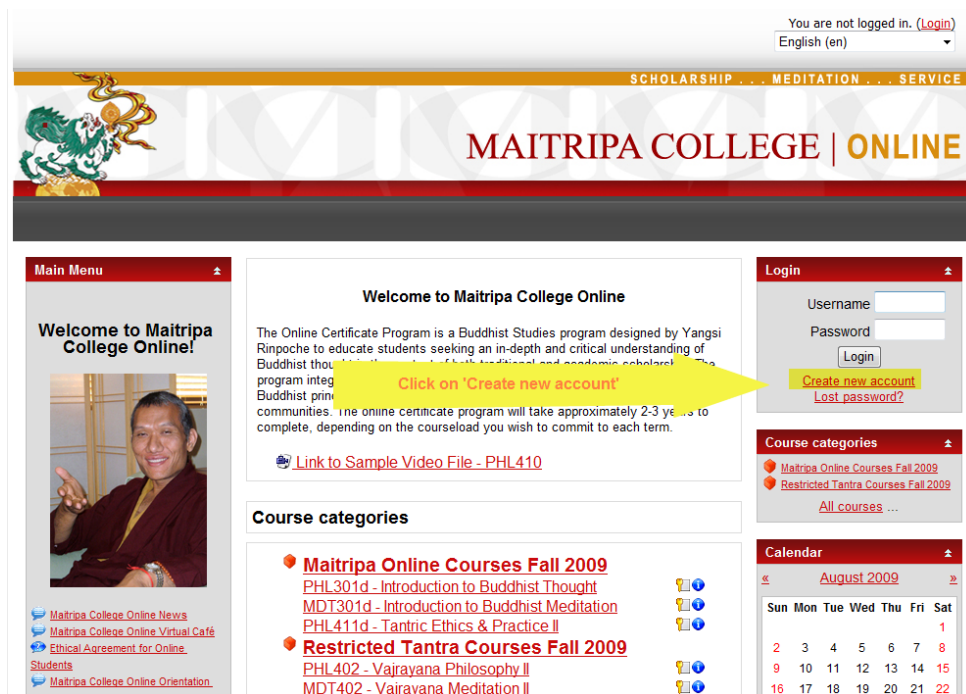 You are not logged in. (Login)
English (en)
SCHOLARSHIP . . . MEDITATION . . . SERVICE
MAITRIPA COLLEGE | ONLINE
Main Menu
Welcome to Maitripa
College Online!
Maitripa College Online News
Maitripa College Online Virtual Café
Ethical Agreement for Online
Students
Maitripa College Online Orientation
Welcome to Maitripa College Online
The Online Certificate Program is a Buddhist Studies program designed by Yangsi
Rinpoche to educate students seeking an in-depth and critical understanding of
Buddhist
program
Buddhist
communities. The online certificate program will take approximately 2-3 years to
complete, depending on the courseload you wish to commit to each term.
Click on 'Create new account'
Link to Sample Video File - PHL410
Course categories
Maitripa Online Courses Fall 2009
PHL301d - Introduction to Buddhist Thought
MDT301d - Introduction to Buddhist Meditation
PHL411d - Tantric Ethics & Practice II
Restricted Tantra Courses Fall 2009
PHL402 - Vajrayana Philosophy II
MDT402 - Vajrayana Meditation II
Login
Username
Password
Login
Create new account
Lost password?
Course categories
Maitripa Online Courses Fall 2009
Restricted Tantra Courses Fall 2009
All courses ...
Calendar
« August 2009 »
Sun Mon Tue Wed Thu Fri Sat
1
2 3 4 5 6 7 8
9 10 11 12 13 14 15
16 17 18 19 20 21 22